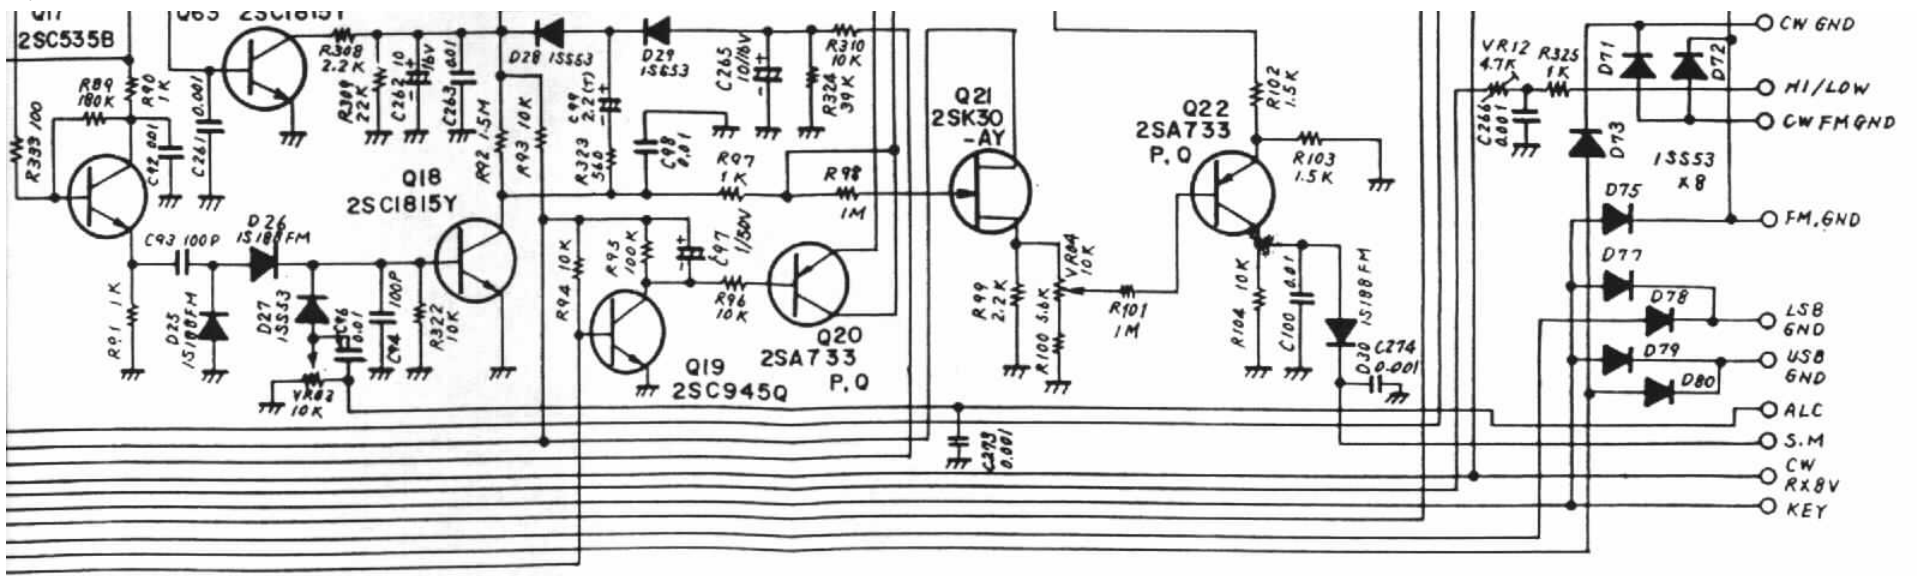 Q17
2SC535B
Q63 2SC1815Y
R308
2.2K
R309
22K
C262 10
16V
C263 0.01
D28 1SS53
D29
1SS53
C265
10/16V
R310
10K
R324
39K
R89
180K
R90
1K
R339 100
C92 .001
C261 0.001
R92 1.5M
R93 10K
C99
2.2(T)
R323
560
C98
0.01
R97
1K
R98
1M
Q21
2SK30
-AY
Q22
2SA733
P,Q
R102
1.5K
R103
1.5K
VR12
4.7K
R325
1K
C266
0.001
D71
D72
D73
1SS53
x8
D75
D77
D78
D79
D80
CW GND
HI/LOW
CW FM GND
FM.GND
LSB
GND
USB
GND
ALC
S.M
CW
RX8V
KEY
Q18
2SC1815Y
C93 100P
D26
1S188FM
R91 1K
D25
1S188FM
D27
1SS53
C96
0.01
C94
100P
R322
10K
VR03
10K
R94 10K
R95
100K
C97
1/50V
R96
10K
Q19
2SC945Q
Q20
2SA733
P,Q
R99
2.2K
R100 5.6K
VR04
10K
R101
1M
R104 10K
C100 0.01
D30 1S188FM
C274
0.001
C273
0.001